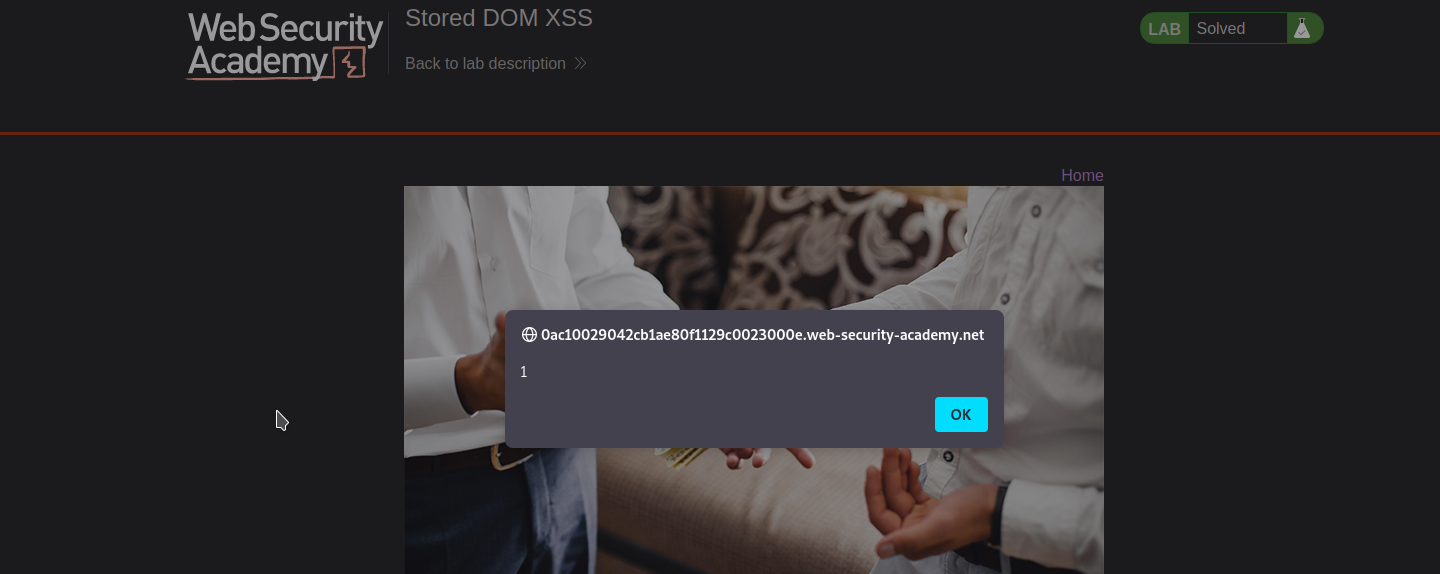 Web Security
Academy
Stored DOM XSS
Back to lab description
LAB Solved
Home
0ac10029042cb1ae80f1129c0023000e.web-security-academy.net
1
OK